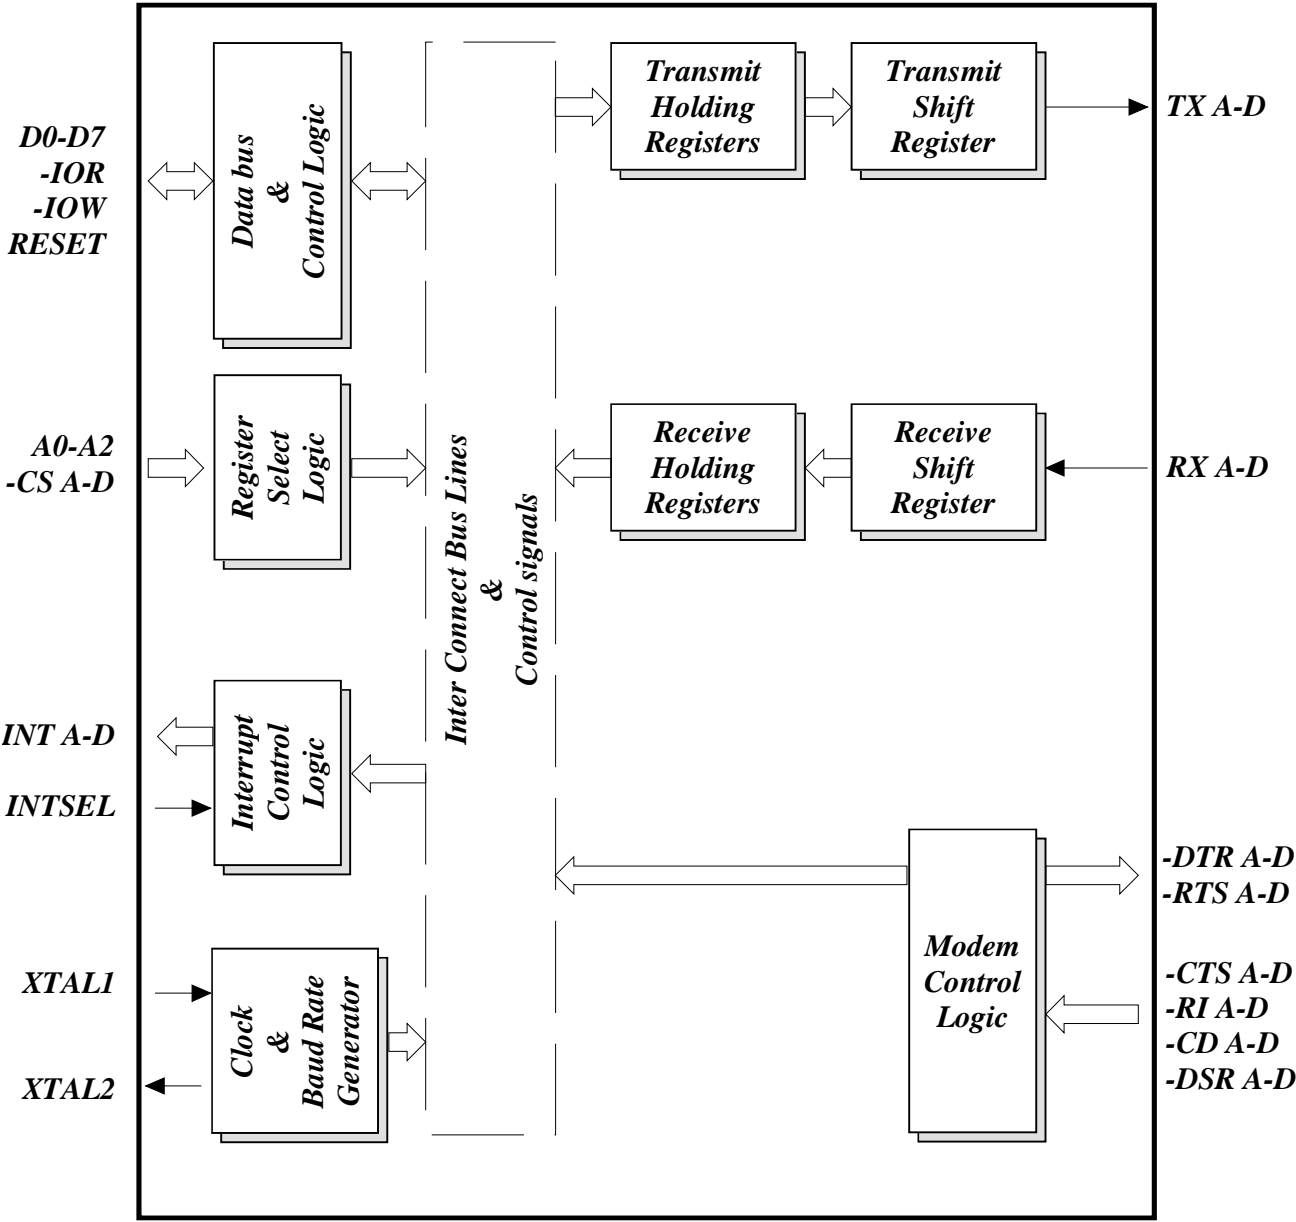 D0-D7
-IOR
-IOW
RESET
A0-A2
-CS A-D
INT A-D
INTSEL
XTAL1
XTAL2
Data bus
&
Control Logic
Register
Select
Logic
Interrupt
Control
Logic
Clock
&
Baud Rate
Generator
Inter Connect Bus Lines
&
Control signals
Transmit
Holding
Registers
Transmit
Shift
Register
Receive
Holding
Registers
Receive
Shift
Register
Modem
Control
Logic
TX A-D
RX A-D
-DTR A-D
-RTS A-D
-CTS A-D
-RI A-D
-CD A-D
-DSR A-D